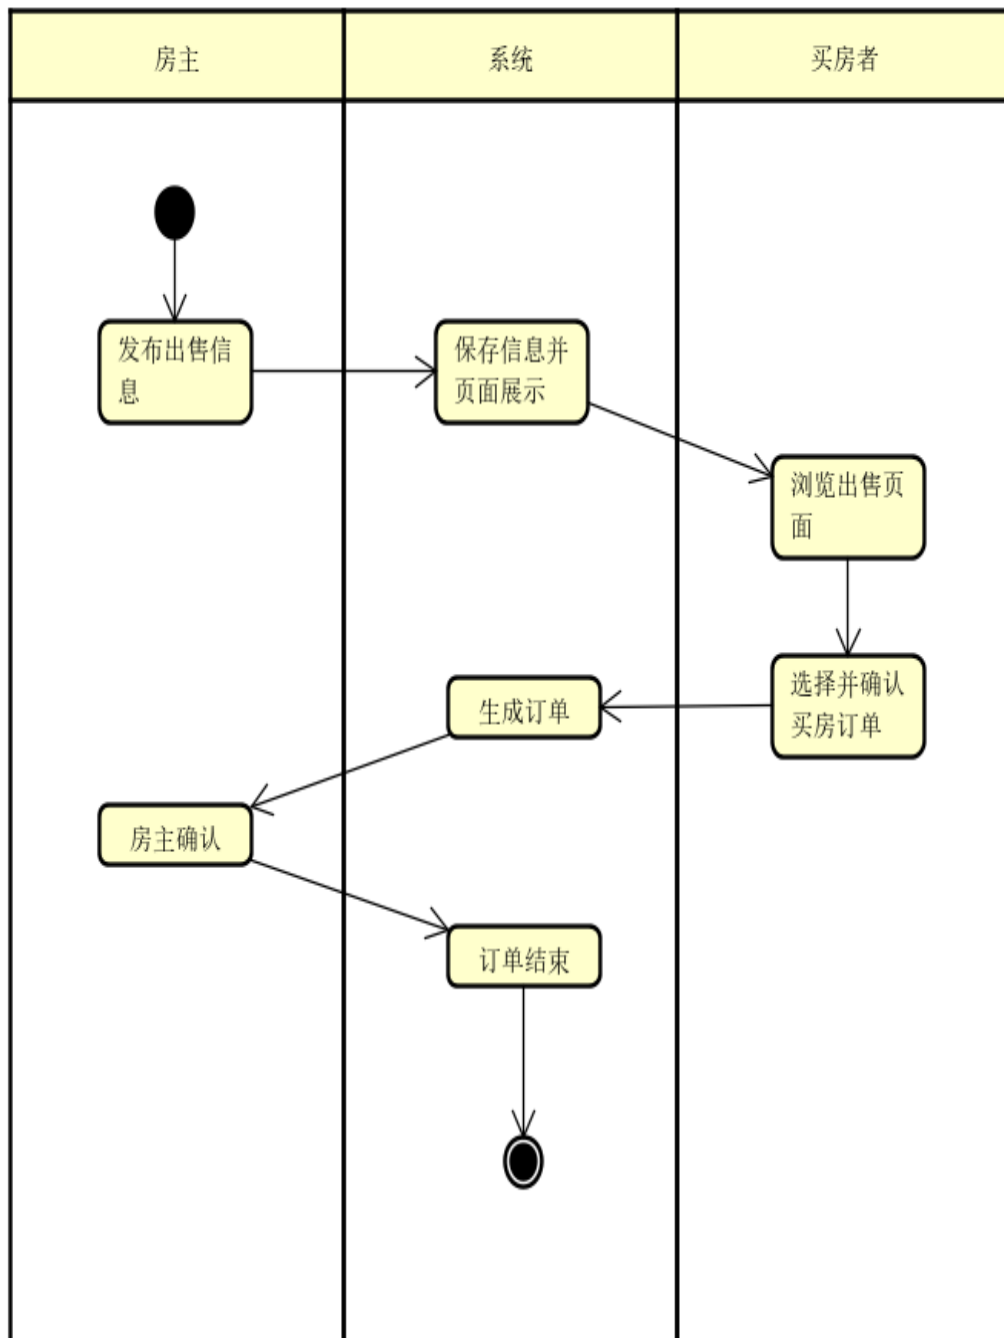 房主
系统
买房者
发布出售信
息
保存信息并
页面展示
浏览出售页
面
选择并确认
买房订单
生成订单
房主确认
订单结束